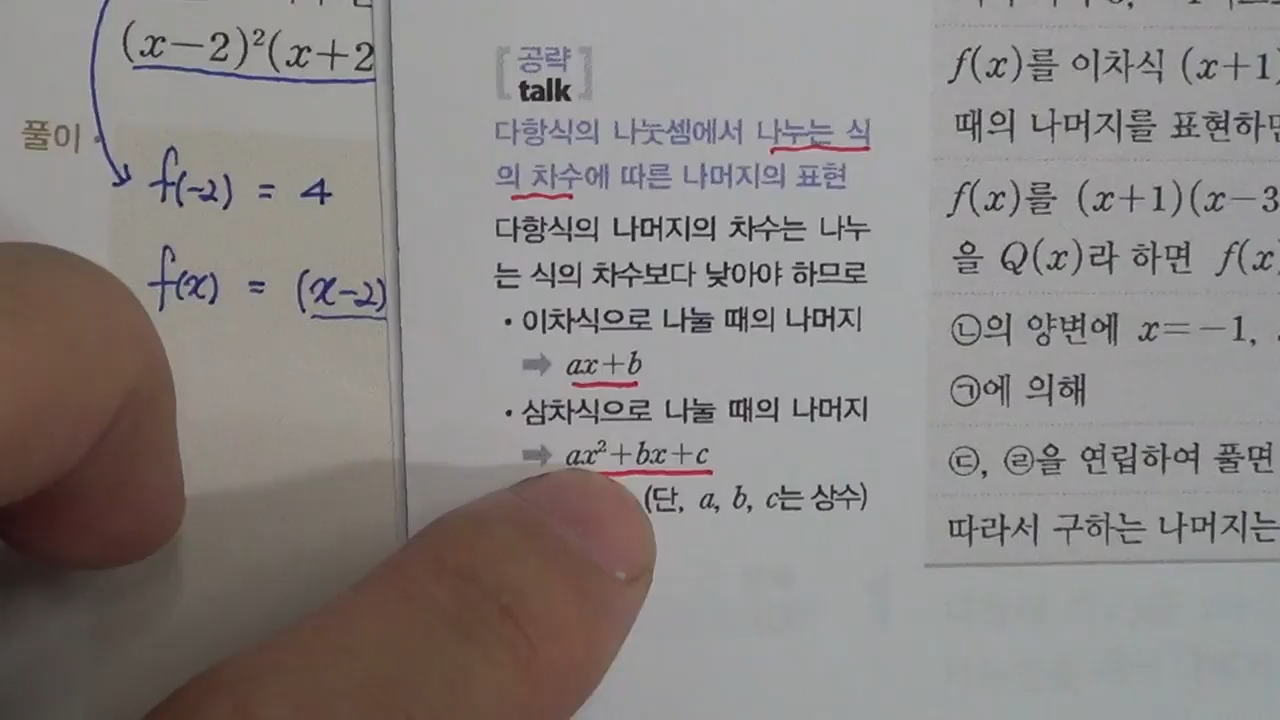 (x-2)²(x+2
풀이
f(-2) = 4
f(x) = (x-2)
공략
talk
다항식의 나눗셈에서 나누는 식
의 차수에 따른 나머지의 표현
다항식의 나머지의 차수는 나누
는 식의 차수보다 낮아야 하므로
• 이차식으로 나눌 때의 나머지
➡ ax+b
• 삼차식으로 나눌 때의 나머지
➡ ax²+bx+c
(단, a, b, c는 상수)
f(x)를 이차식 (x+1)
때의 나머지를 표현하면
f(x)를 (x+1)(x-3
을 Q(x)라 하면 f(x
㉡의 양변에 x=-1,
㉠에 의해
㉢, ㉣을 연립하여 풀면
따라서 구하는 나머지는